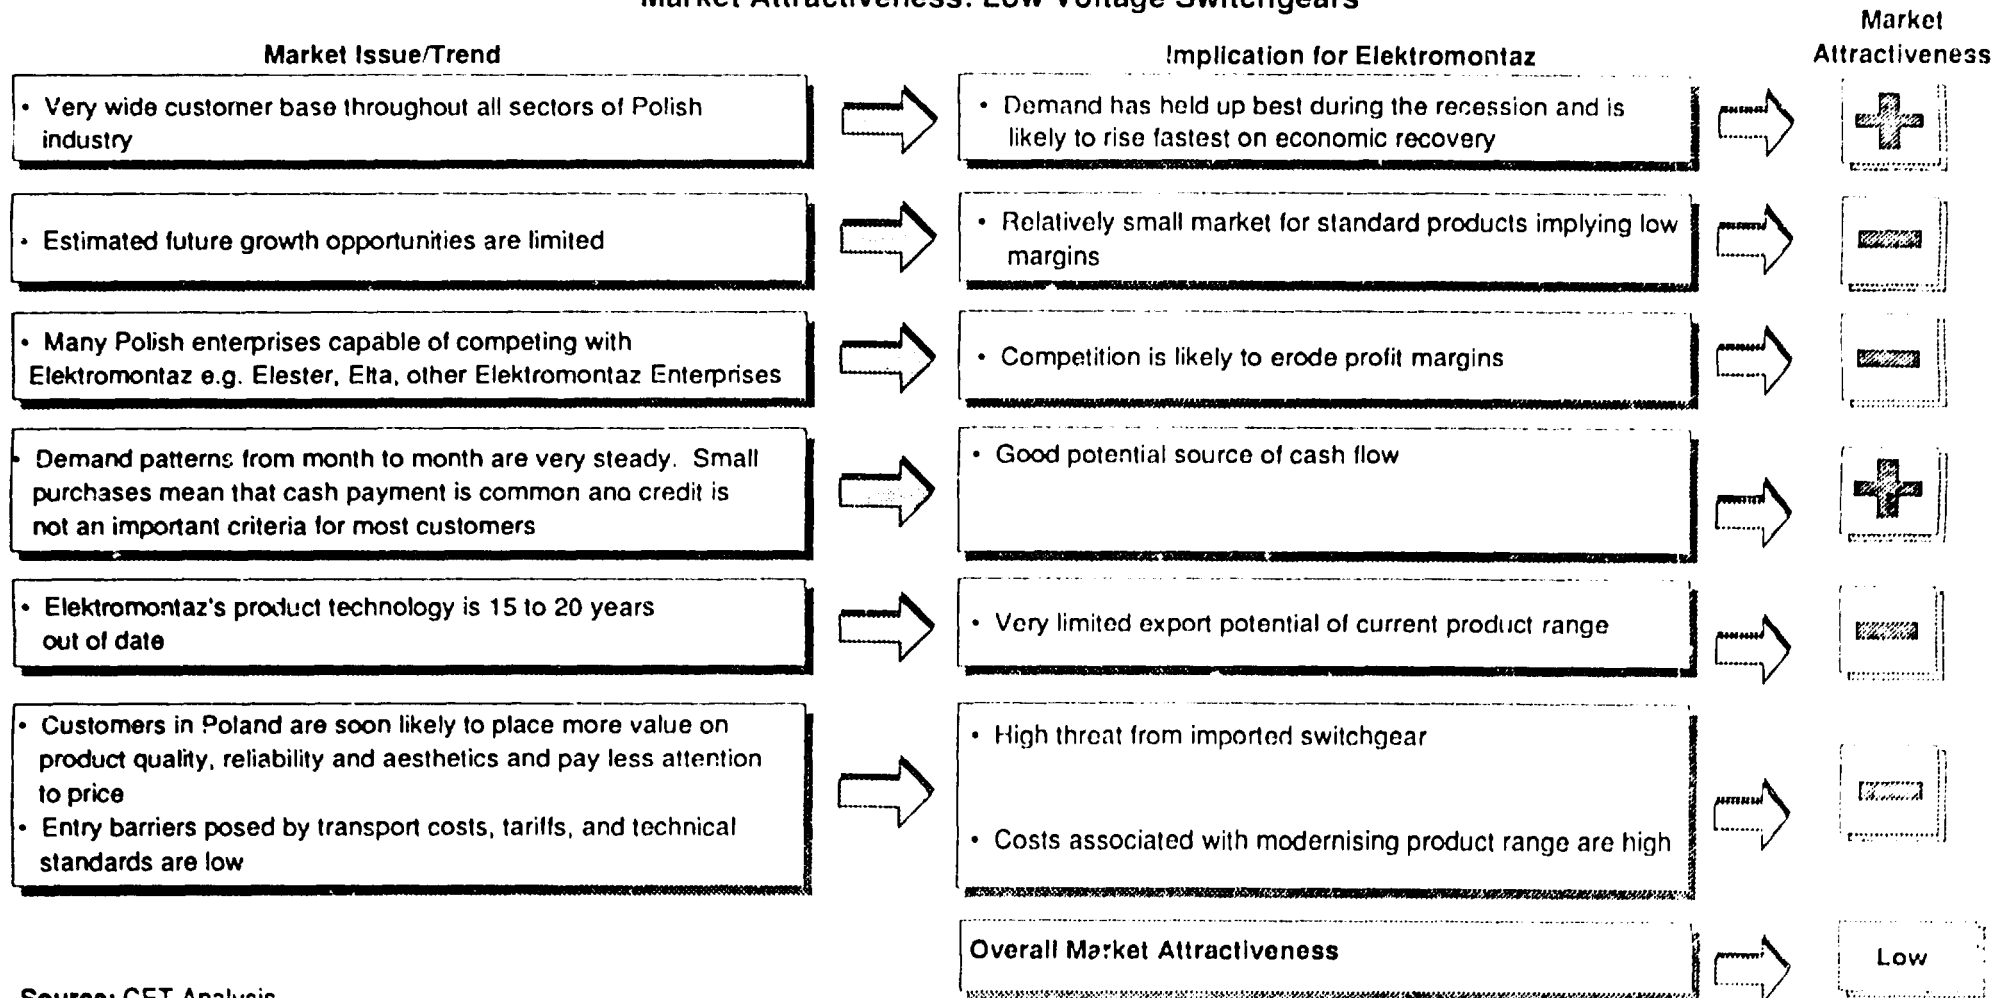 Market Attractiveness: Low Voltage Switchgears
Market Issue/Trend
Implication for Elektromontaz
Market
Attractiveness
• Very wide customer base throughout all sectors of Polish
industry
• Demand has held up best during the recession and is
likely to rise fastest on economic recovery
• Estimated future growth opportunities are limited
• Relatively small market for standard products implying low
margins
• Many Polish enterprises capable of competing with
Elektromontaz e.g. Elester, Elta, other Elektromontaz Enterprises
• Competition is likely to erode profit margins
• Demand patterns from month to month are very steady. Small
purchases mean that cash payment is common and credit is
not an important criteria for most customers
• Good potential source of cash flow
• Elektromontaz's product technology is 15 to 20 years
out of date
• Very limited export potential of current product range
• Customers in Poland are soon likely to place more value on
product quality, reliability and aesthetics and pay less attention
to price
• Entry barriers posed by transport costs, tariffs, and technical
standards are low
• High threat from imported switchgear
• Costs associated with modernising product range are high
Overall Market Attractiveness
Low
Source: CET Analysis